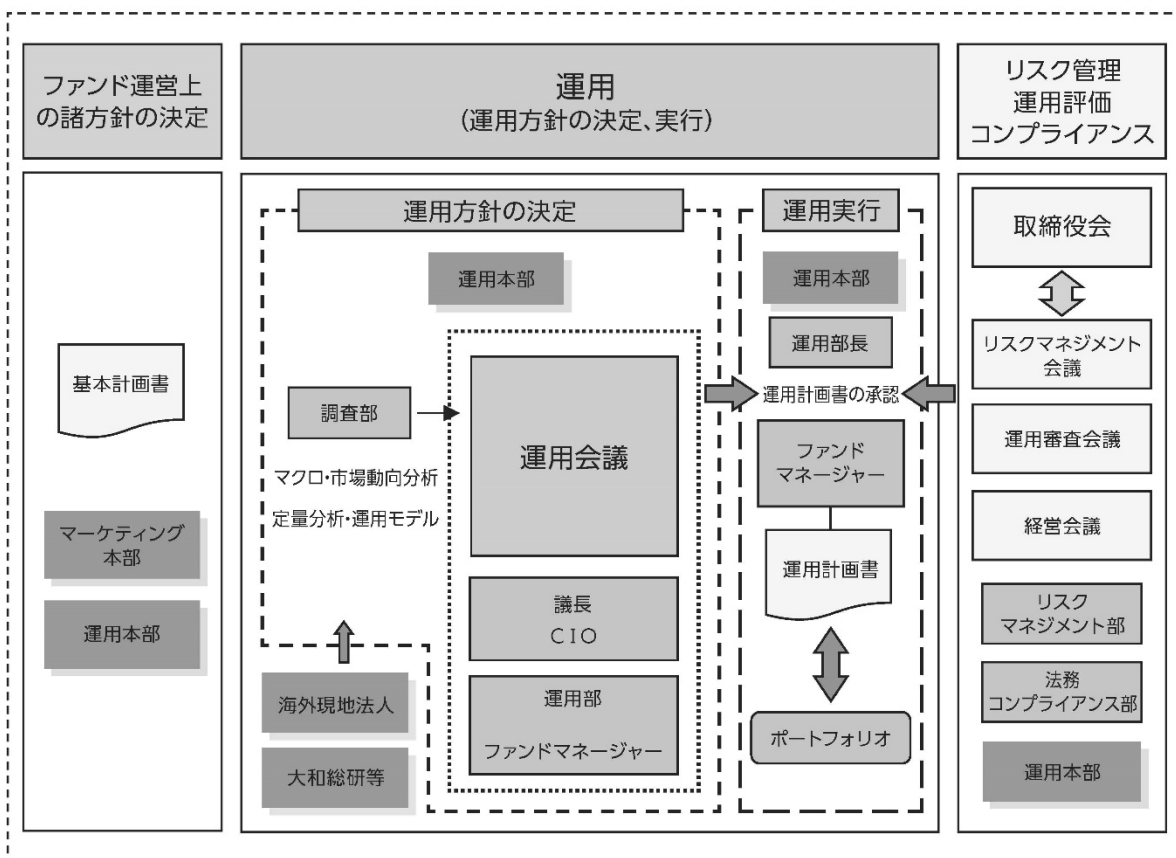 ファンド運営上
の諸方針の決定
運用
(運用方針の決定、実行)
リスク管理
運用評価
コンプライアンス
基本計画書
マーケティング
本部
運用本部
運用方針の決定
運用本部
調査部
マクロ・市場動向分析
定量分析・運用モデル
運用会議
議長
CIO
運用部
ファンドマネージャー
海外現地法人
大和総研等
運用実行
運用本部
運用部長
運用計画書の承認
ファンド
マネージャー
運用計画書
ポートフォリオ
取締役会
リスクマネジメント
会議
運用審査会議
経営会議
リスク
マネジメント部
法務
コンプライアンス部
運用本部